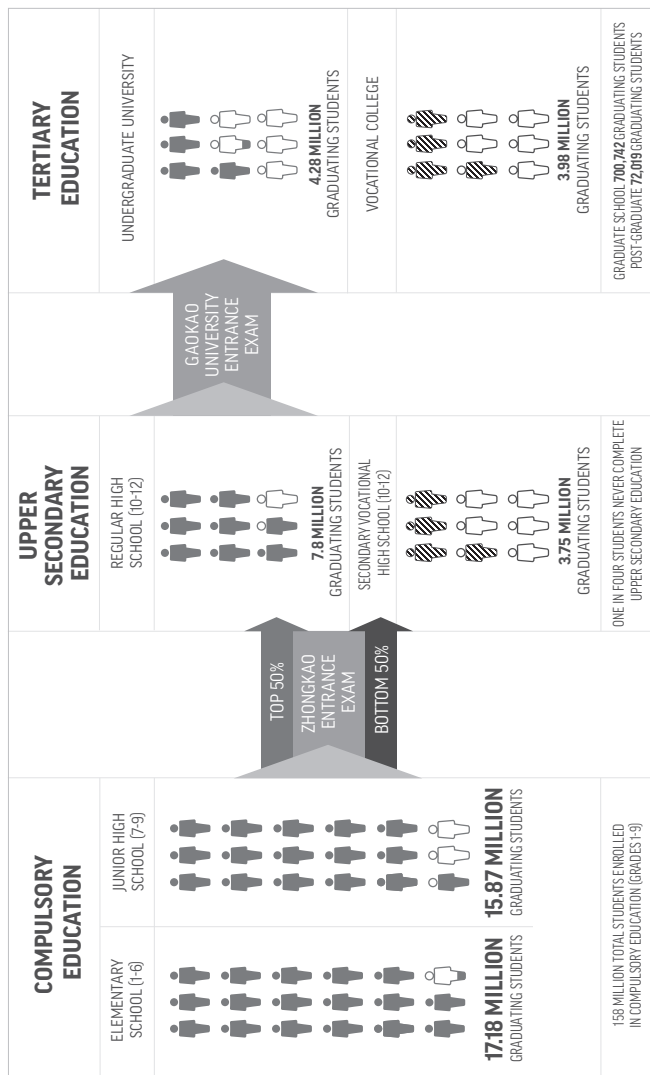 COMPULSORY
EDUCATION
ELEMENTARY
SCHOOL (1-6)
17.18 MILLION
GRADUATING STUDENTS
JUNIOR HIGH
SCHOOL (7-9)
15.87 MILLION
GRADUATING STUDENTS
158 MILLION TOTAL STUDENTS ENROLLED
IN COMPULSORY EDUCATION (GRADES 1-9)
TOP 50%
ZHONGKAO
ENTRANCE
EXAM
BOTTOM 50%
UPPER
SECONDARY
EDUCATION
REGULAR HIGH
SCHOOL (10-12)
7.8 MILLION
GRADUATING STUDENTS
SECONDARY VOCATIONAL
HIGH SCHOOL (10-12)
3.75 MILLION
GRADUATING STUDENTS
ONE IN FOUR STUDENTS NEVER COMPLETE
UPPER SECONDARY EDUCATION
GAOKAO
UNIVERSITY
ENTRANCE
EXAM
TERTIARY
EDUCATION
UNDERGRADUATE UNIVERSITY
4.28 MILLION
GRADUATING STUDENTS
VOCATIONAL COLLEGE
3.98 MILLION
GRADUATING STUDENTS
GRADUATE SCHOOL 700,742 GRADUATING STUDENTS
POST-GRADUATE 72,019 GRADUATING STUDENTS